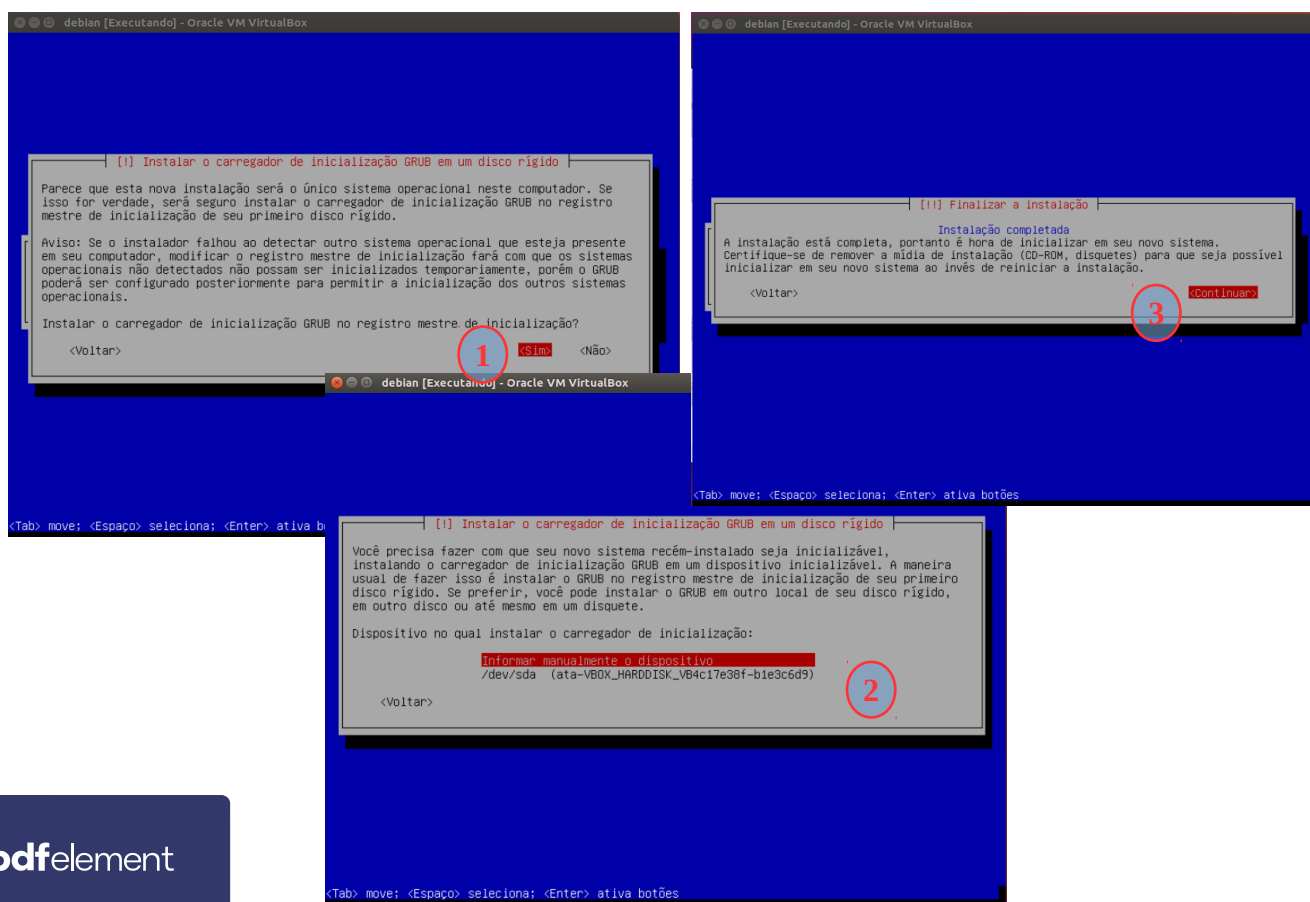 debian [Executando] - Oracle VM VirtualBox
[!] Instalar o carregador de inicialização GRUB em um disco rígido
Parece que esta nova instalação será o único sistema operacional neste computador. Se
isso for verdade, será seguro instalar o carregador de inicialização GRUB no registro
mestre de inicialização de seu primeiro disco rígido.
Aviso: Se o instalador falhou ao detectar outro sistema operacional que esteja presente
em seu computador, modificar o registro mestre de inicialização fará com que os sistemas
operacionais não detectados não possam ser inicializados temporariamente, porém o GRUB
poderá ser configurado posteriormente para permitir a inicialização dos outros sistemas
operacionais.
Instalar o carregador de inicialização GRUB no registro mestre de inicialização?
<Voltar> <Sim> <Não>
1
<Tab> move; <Espaço> seleciona; <Enter> ativa b
debian [Executando] - Oracle VM VirtualBox
[!] Instalar o carregador de inicialização GRUB em um disco rígido
Você precisa fazer com que seu novo sistema recém-instalado seja inicializável,
instalando o carregador de inicialização GRUB em um dispositivo inicializável. A maneira
usual de fazer isso é instalar o GRUB no registro mestre de inicialização de seu primeiro
disco rígido. Se preferir, você pode instalar o GRUB em outro local de seu disco rígido,
em outro disco ou até mesmo em um disquete.
Dispositivo no qual instalar o carregador de inicialização:
Informar manualmente o dispositivo
/dev/sda (ata-VBOX_HARDDISK_VB4c17e38f-b1e3c6d9)
2
<Voltar>
<Tab> move; <Espaço> seleciona; <Enter> ativa botões
debian [Executando] - Oracle VM VirtualBox
[!!] Finalizar a instalação
Instalação completada
A instalação está completa, portanto é hora de inicializar em seu novo sistema.
Certifique-se de remover a mídia de instalação (CD-ROM, disquetes) para que seja possível
inicializar em seu novo sistema ao invés de reiniciar a instalação.
<Voltar> <Continuar>
3
<Tab> move; <Espaço> seleciona; <Enter> ativa botões
pdfelement